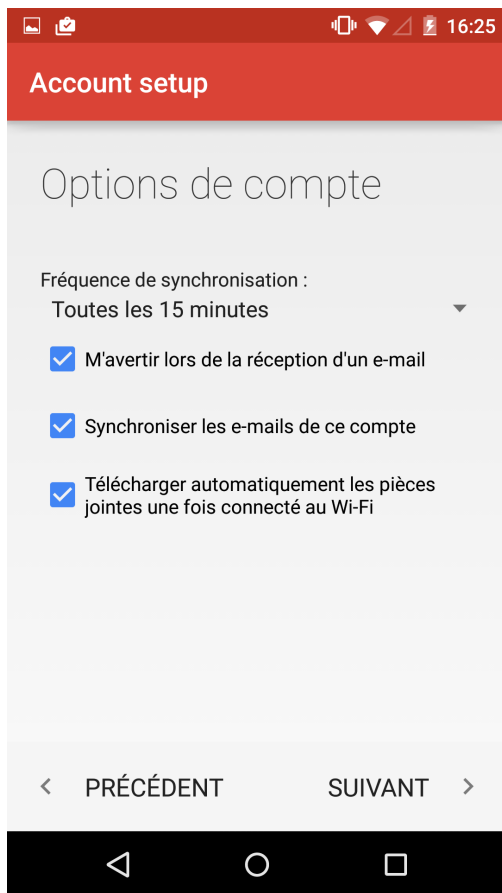 16:25
Account setup
Options de compte
Fréquence de synchronisation :
Toutes les 15 minutes
M'avertir lors de la réception d'un e-mail
Synchroniser les e-mails de ce compte
Télécharger automatiquement les pièces
jointes une fois connecté au Wi-Fi
PRÉCÉDENT SUIVANT